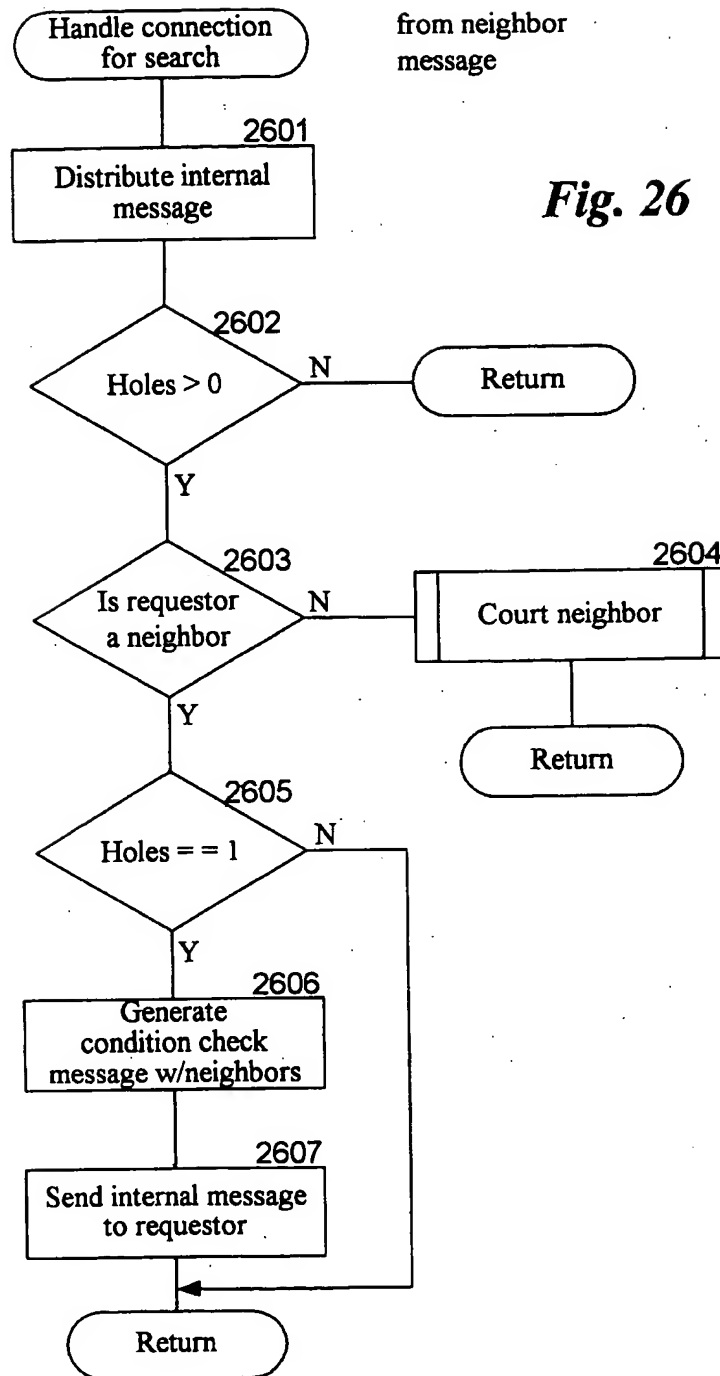 Handle connection
for search
from neighbor
message
2601
Distribute internal
message
Fig. 26
2602
Holes > 0
N
Return
Y
2603
Is requestor
a neighbor
N
2604
Court neighbor
Y
Return
2605
Holes = = 1
N
Y
2606
Generate
condition check
message w/neighbors
2607
Send internal message
to requestor
Return